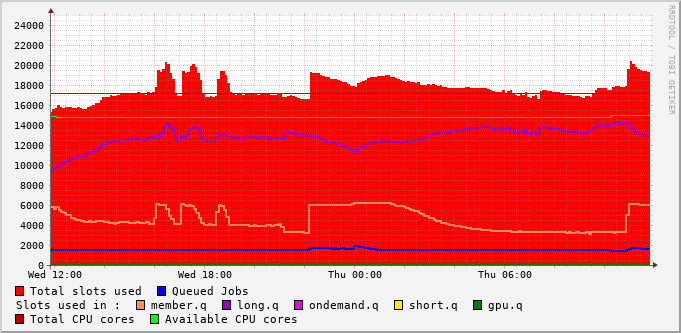 RRDTOOL / TOBI OETIKER
24000
22000
20000
18000
16000
14000
12000
10000
8000
6000
4000
2000
0
Wed 12:00 Wed 18:00 Thu 00:00 Thu 06:00
Total slots used Queued Jobs
Slots used in : member.q long.q ondemand.q short.q gpu.q
Total CPU cores Available CPU cores